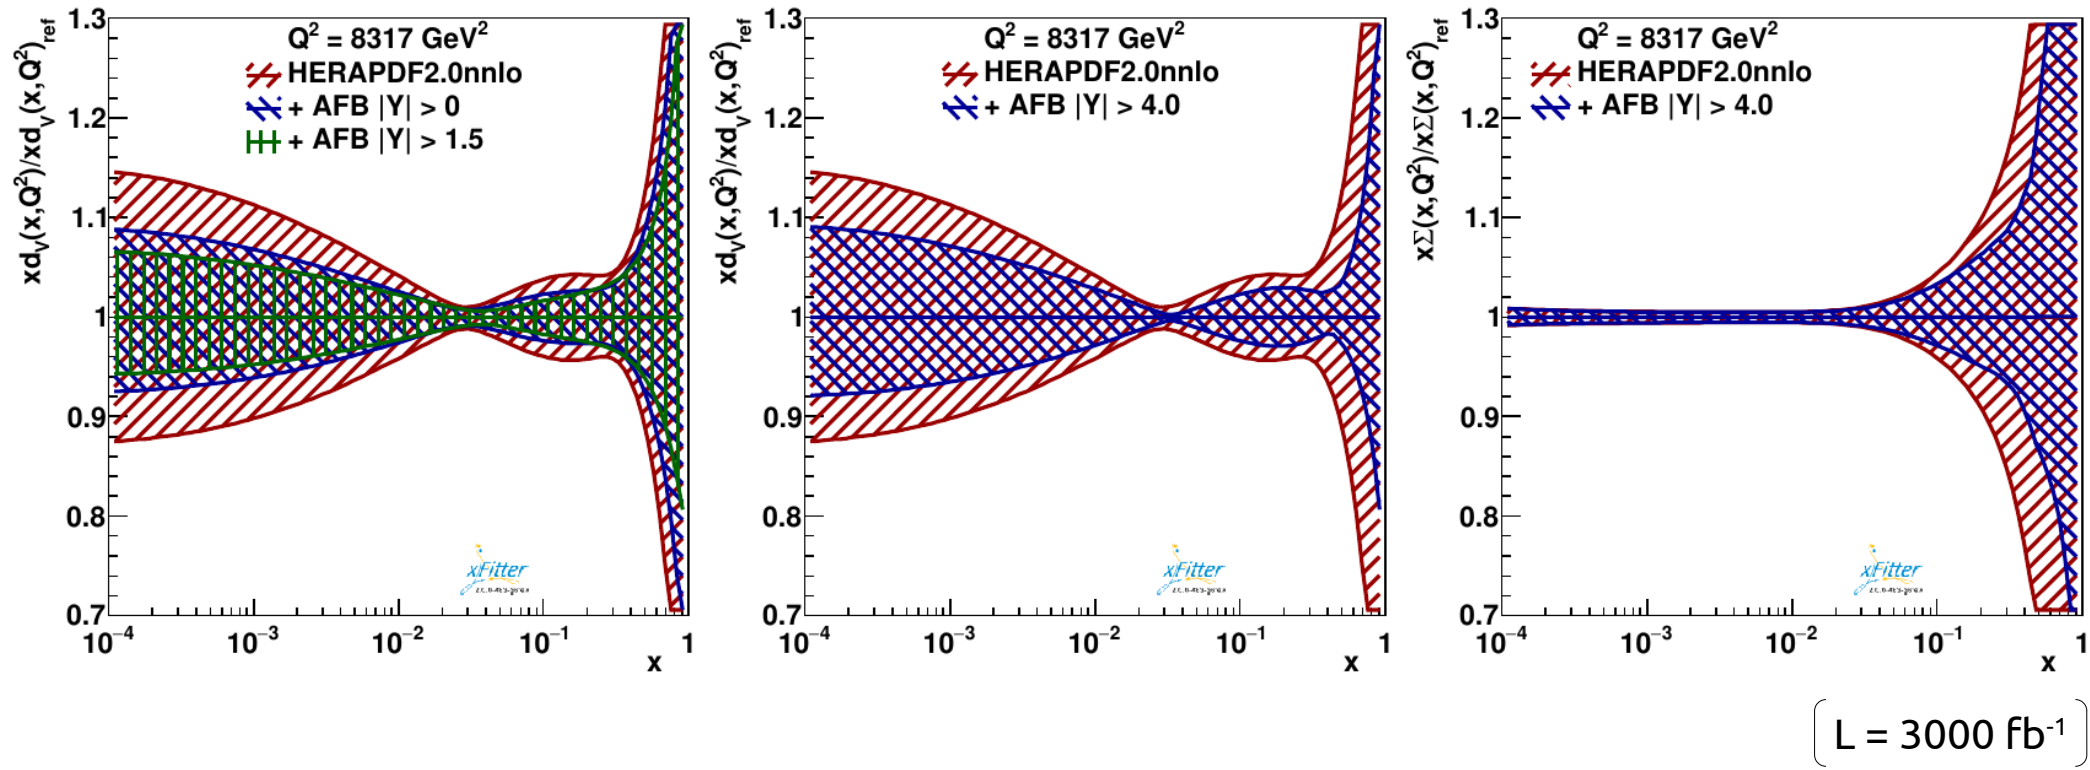 xd_V(x,Q²)/xd_V(x,Q²)_ref
1.3
1.2
1.1
1
0.9
0.8
0.7
Q² = 8317 GeV²
HERAPDF2.0nnlo
+ AFB |Y| > 0
+ AFB |Y| > 1.5
xFitter
10⁻⁴ 10⁻³ 10⁻² 10⁻¹ 1
x
xd_V(x,Q²)/xd_V(x,Q²)_ref
1.3
1.2
1.1
1
0.9
0.8
0.7
Q² = 8317 GeV²
HERAPDF2.0nnlo
+ AFB |Y| > 4.0
xFitter
10⁻⁴ 10⁻³ 10⁻² 10⁻¹ 1
x
xΣ(x,Q²)/xΣ(x,Q²)_ref
1.3
1.2
1.1
1
0.9
0.8
0.7
Q² = 8317 GeV²
HERAPDF2.0nnlo
+ AFB |Y| > 4.0
xFitter
10⁻⁴ 10⁻³ 10⁻² 10⁻¹ 1
x
L = 3000 fb⁻¹